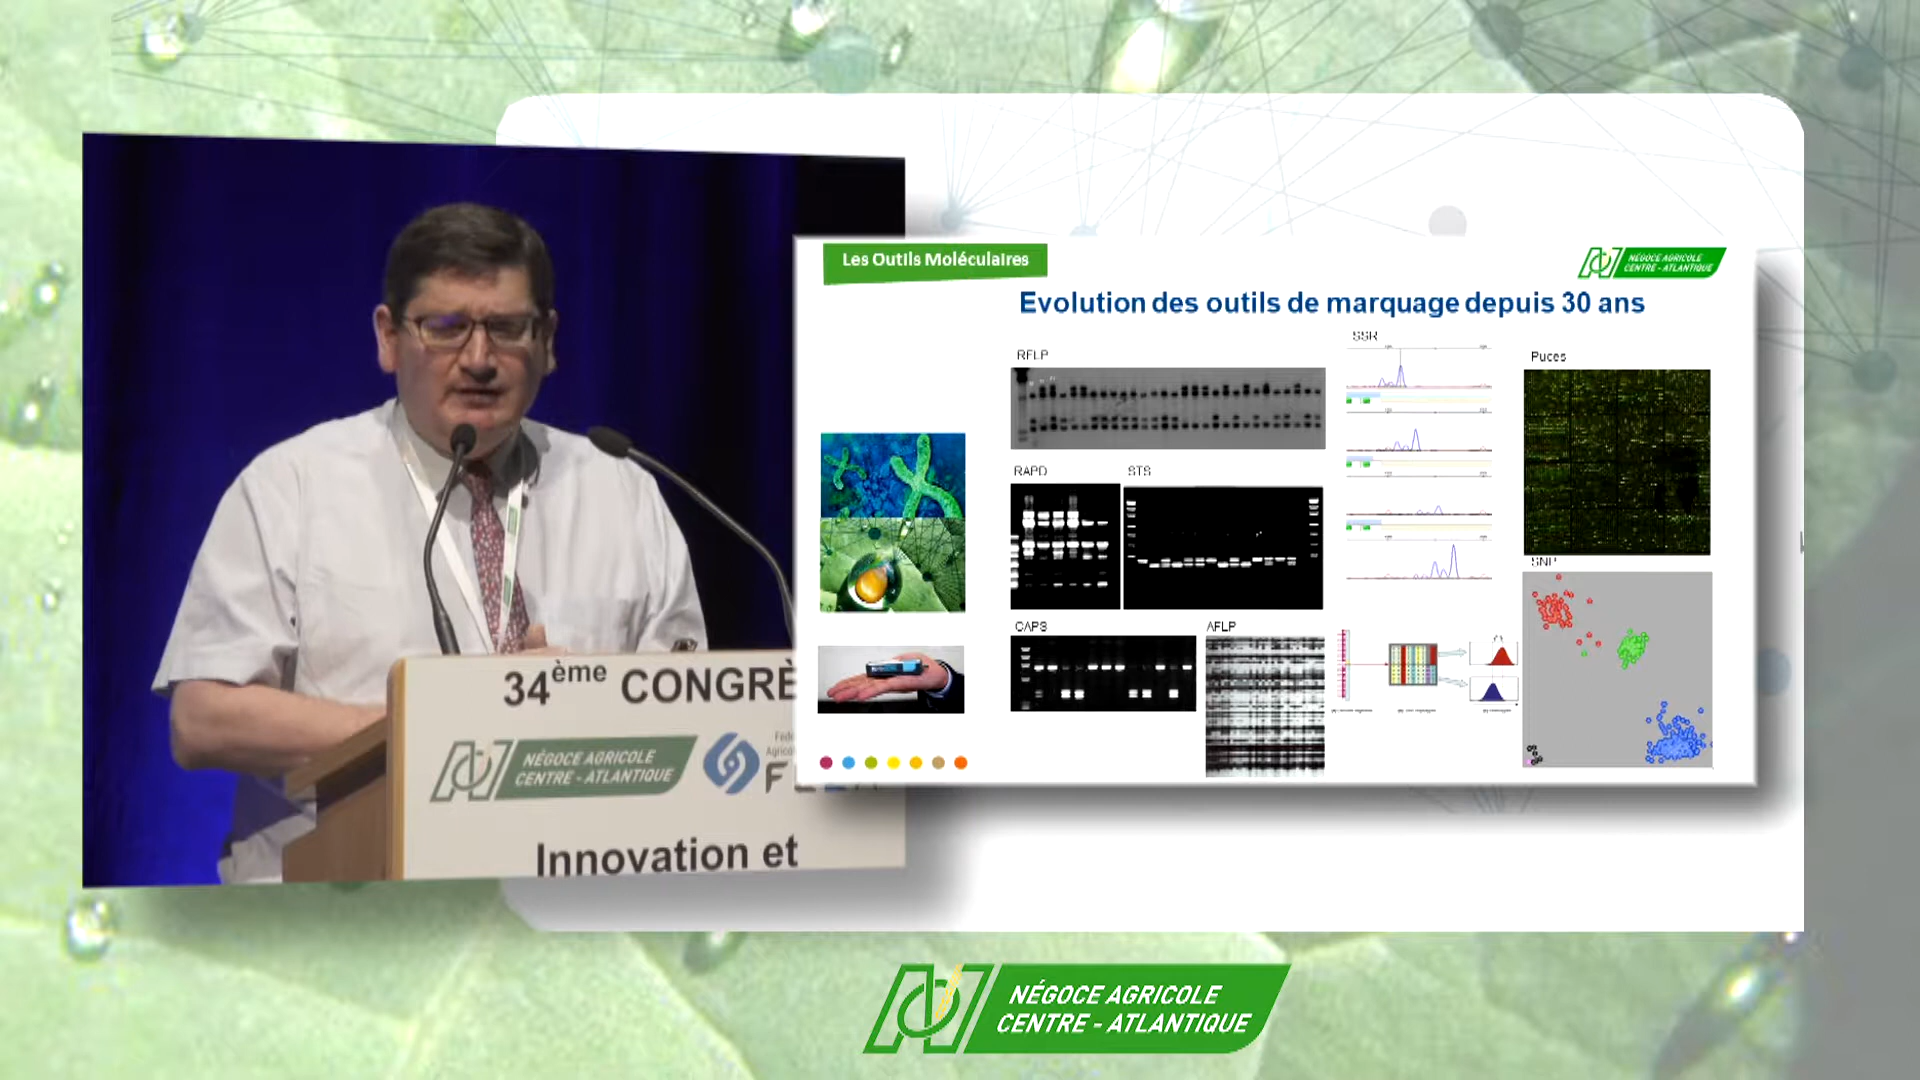 Les Outils Moléculaires
NÉGOCE AGRICOLE
CENTRE - ATLANTIQUE
Evolution des outils de marquage depuis 30 ans
RFLP
SSR
Puces
RAPD
STS
SNP
CAPS
AFLP
34ème CONGRÈ
NÉGOCE AGRICOLE
CENTRE - ATLANTIQUE
Innovation et
NÉGOCE AGRICOLE
CENTRE - ATLANTIQUE